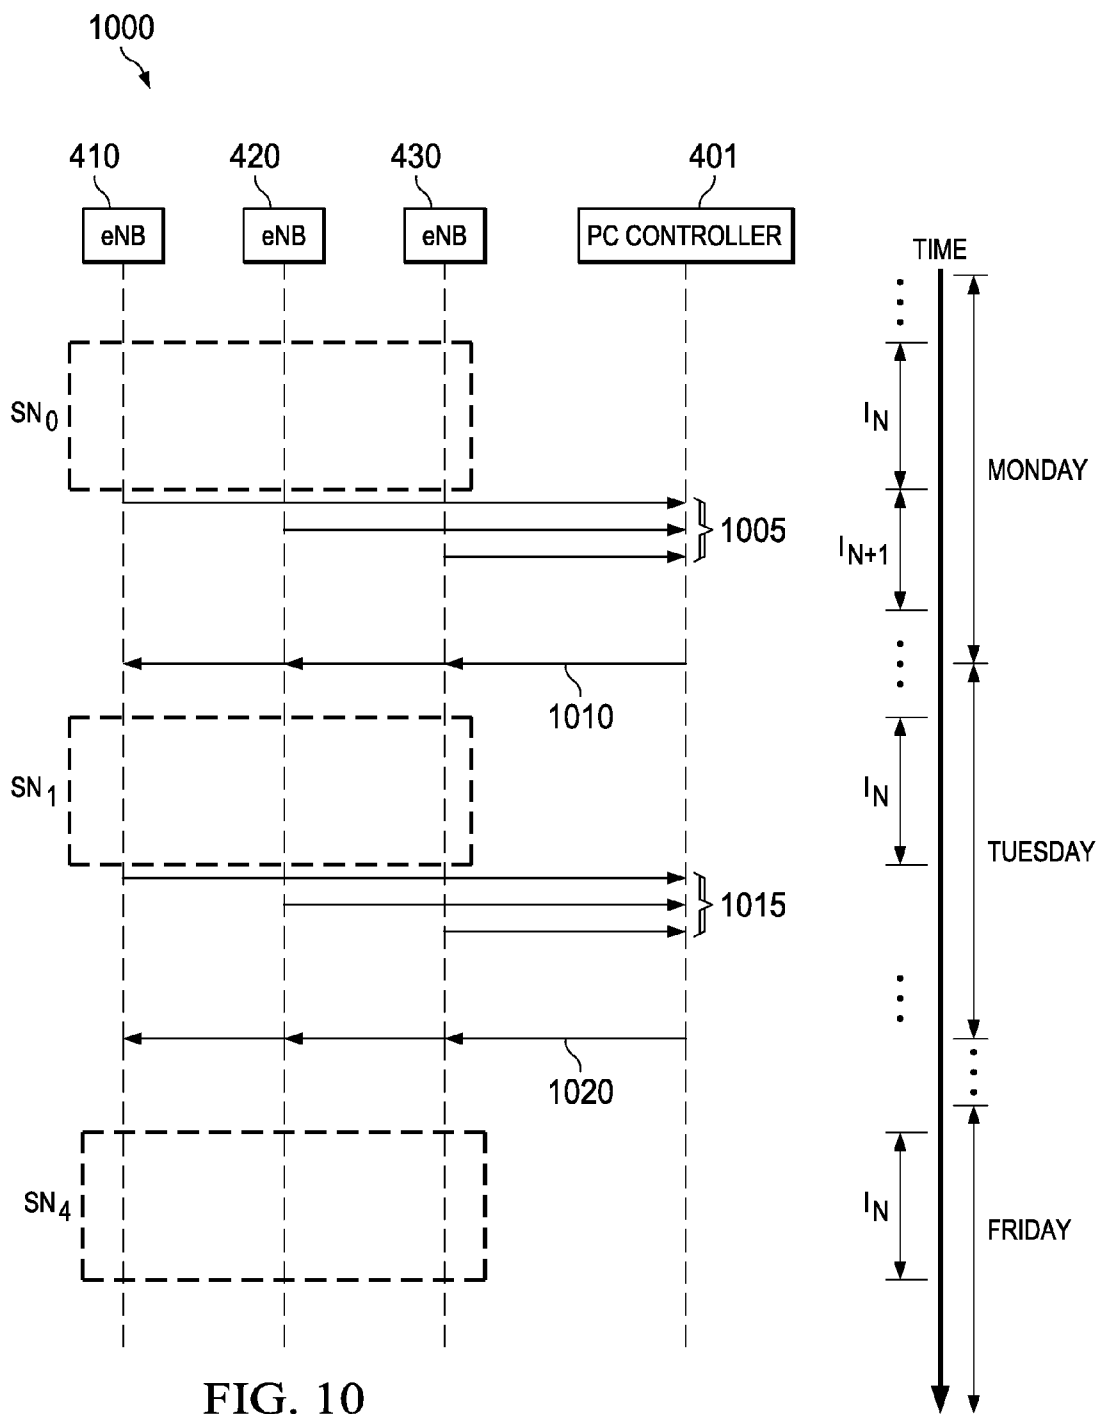 1000
410
420
430
401
eNB
eNB
eNB
PC CONTROLLER
TIME
SN0
IN
MONDAY
1005
IN+1
1010
SN1
IN
TUESDAY
1015
1020
SN4
IN
FRIDAY
FIG. 10